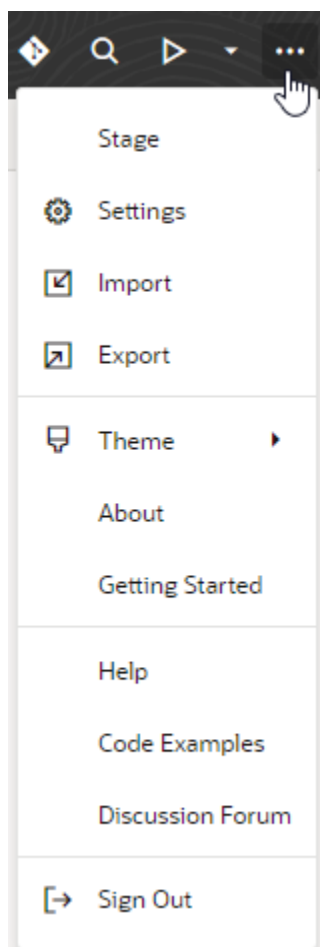 Stage
Settings
Import
Export
Theme
About
Getting Started
Help
Code Examples
Discussion Forum
Sign Out